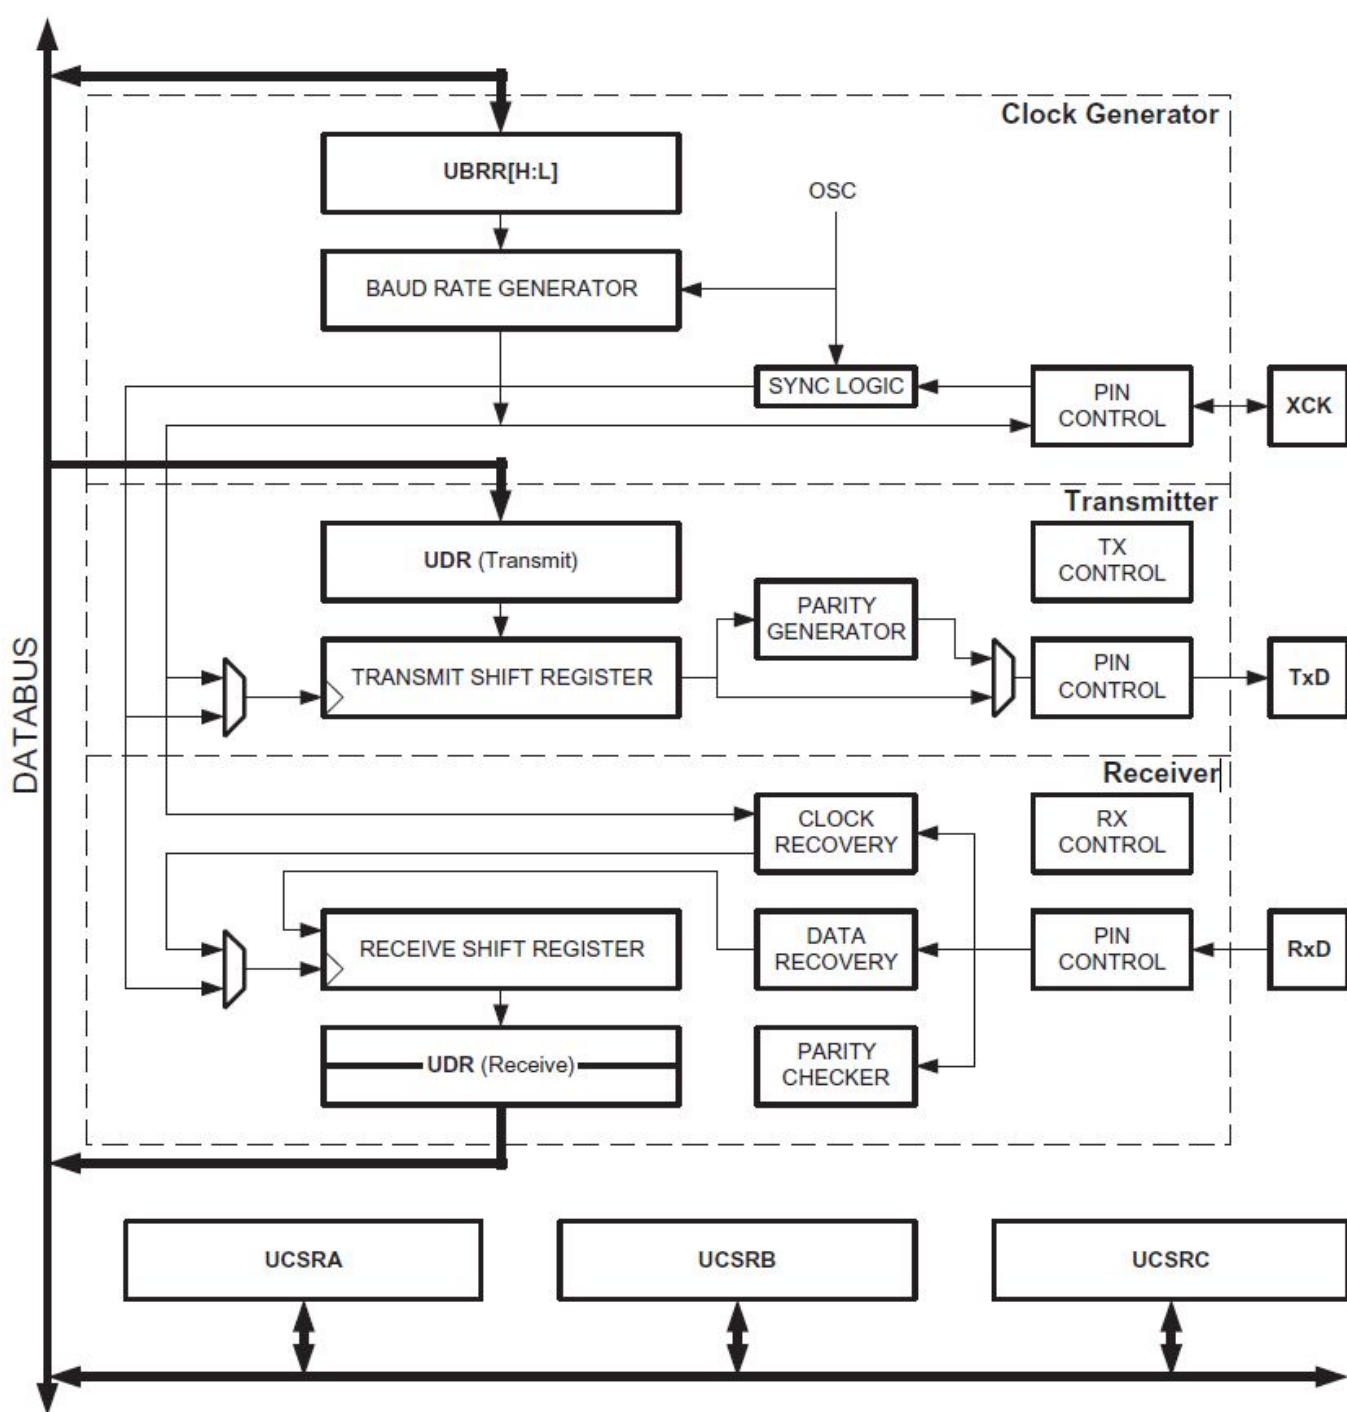 Clock Generator
UBRR[H:L]
OSC
BAUD RATE GENERATOR
SYNC LOGIC
PIN
CONTROL
XCK
Transmitter
UDR (Transmit)
TX
CONTROL
PARITY
GENERATOR
TRANSMIT SHIFT REGISTER
PIN
CONTROL
TxD
DATABUS
Receiver
CLOCK
RECOVERY
RX
CONTROL
RECEIVE SHIFT REGISTER
DATA
RECOVERY
PIN
CONTROL
RxD
UDR (Receive)
PARITY
CHECKER
UCSRA
UCSRB
UCSRC